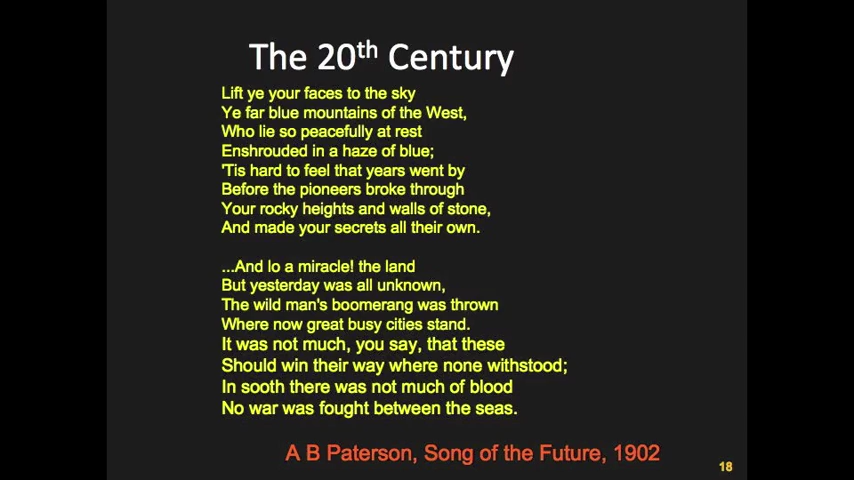 The 20th Century
Lift ye your faces to the sky
Ye far blue mountains of the West,
Who lie so peacefully at rest
Enshrouded in a haze of blue;
'Tis hard to feel that years went by
Before the pioneers broke through
Your rocky heights and walls of stone,
And made your secrets all their own.
...And lo a miracle! the land
But yesterday was all unknown,
The wild man's boomerang was thrown
Where now great busy cities stand.
It was not much, you say, that these
Should win their way where none withstood;
In sooth there was not much of blood
No war was fought between the seas.
A B Paterson, Song of the Future, 1902
18